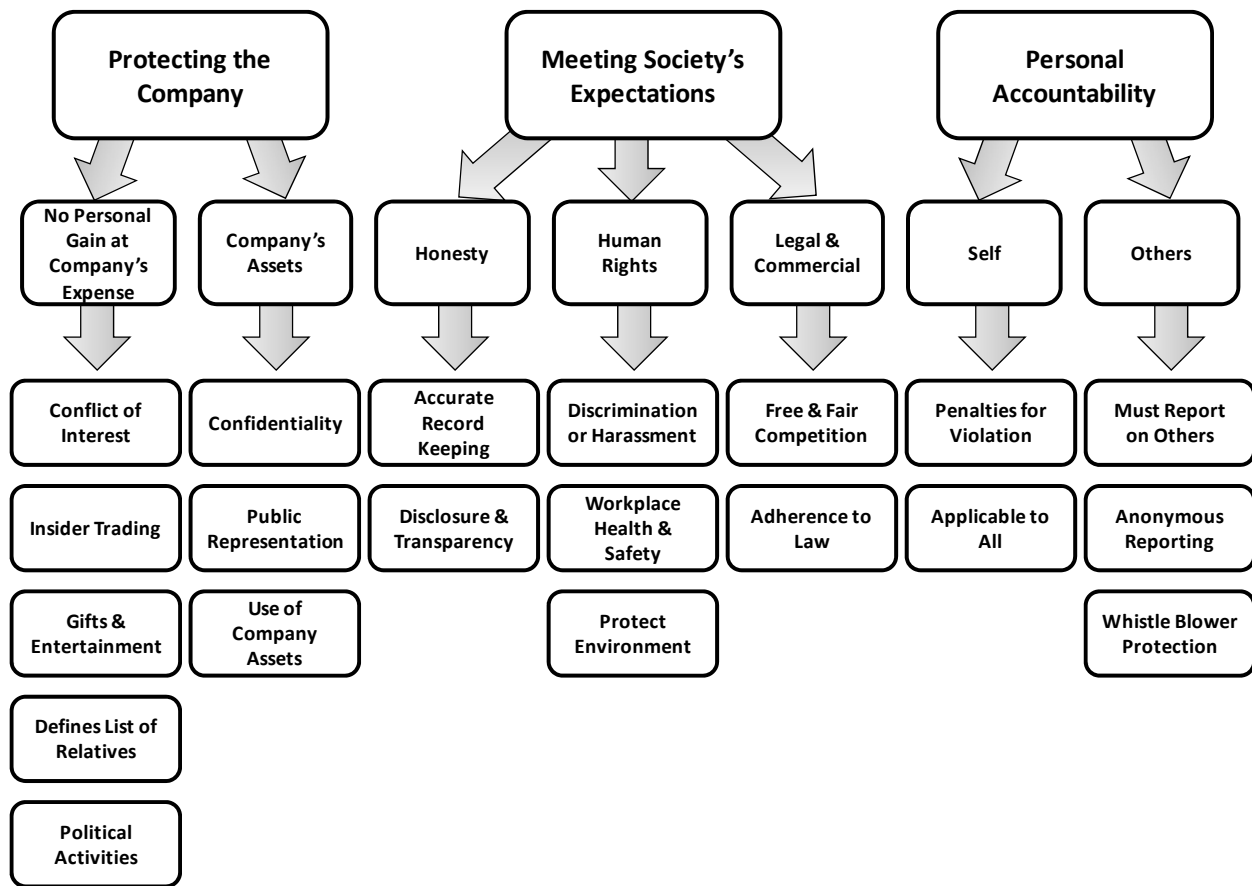 Protecting the
Company
Meeting Society's
Expectations
Personal
Accountability
No Personal
Gain at
Company's
Expense
Company's
Assets
Honesty
Human
Rights
Legal &
Commercial
Self
Others
Conflict of
Interest
Confidentiality
Accurate
Record
Keeping
Discrimination
or Harassment
Free & Fair
Competition
Penalties for
Violation
Must Report
on Others
Insider Trading
Public
Representation
Disclosure &
Transparency
Workplace
Health &
Safety
Adherence to
Law
Applicable to
All
Anonymous
Reporting
Gifts &
Entertainment
Use of
Company
Assets
Protect
Environment
Whistle Blower
Protection
Defines List of
Relatives
Political
Activities